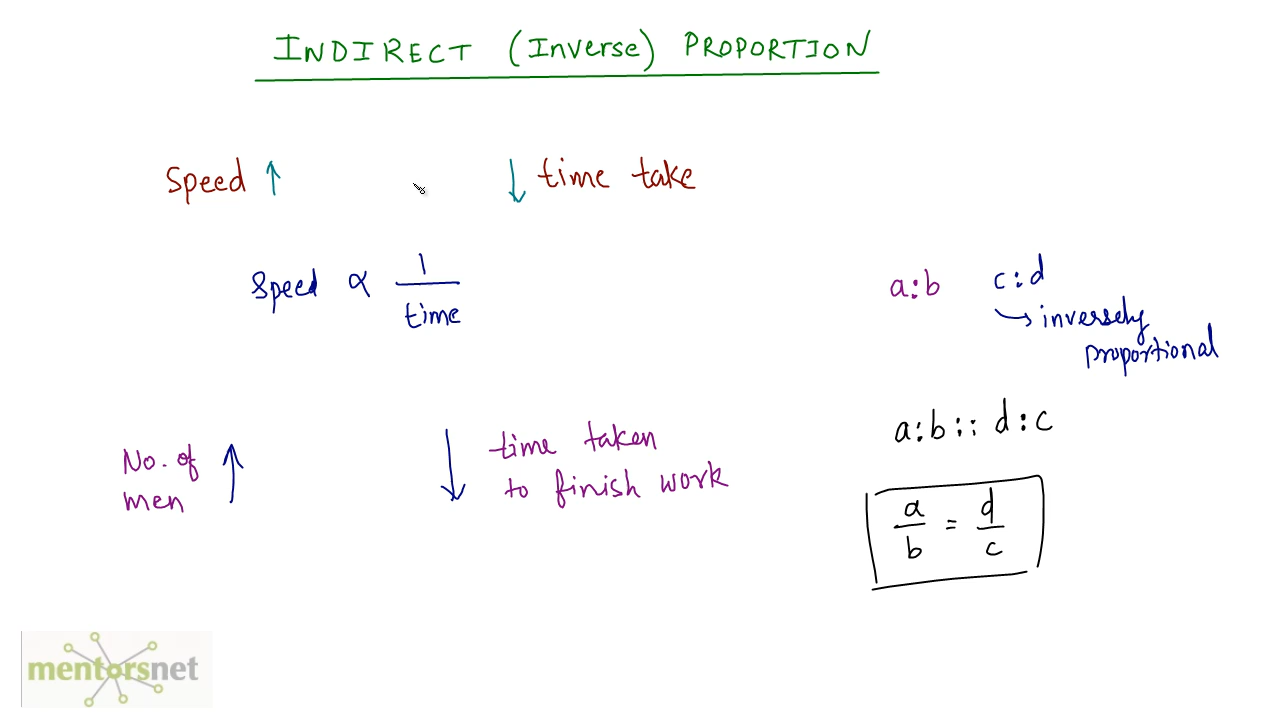 INDIRECT (Inverse) PROPORTION
Speed ↑ ↓ time take
Speed ∝ 1/time
a:b c:d
→ inversely
proportional
No. of
men ↑ ↓ time taken
to finish work
a:b :: d:c
a/b = d/c
mentorsnet